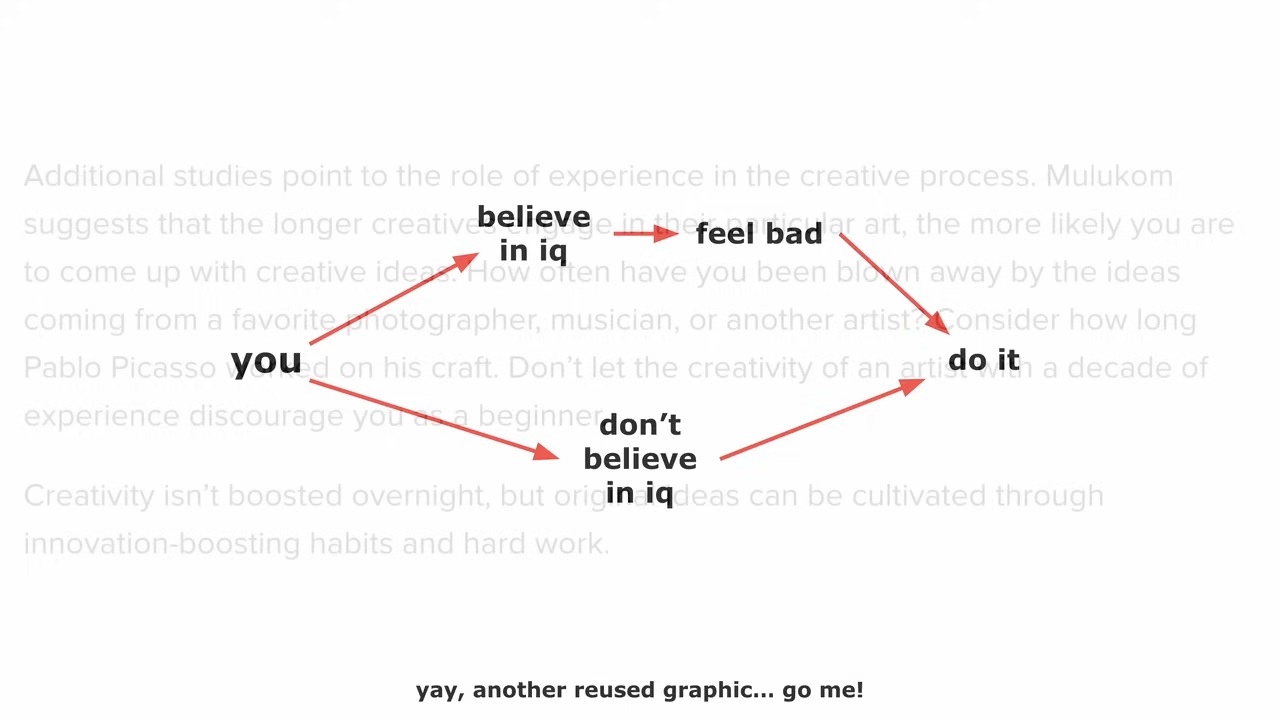 Additional studies point to the role of experience in the creative process. Mulukom
suggests that the longer creatives engage in their particular art, the more likely you are
to come up with creative ideas. How often have you been blown away by the ideas
coming from a favorite photographer, musician, or another artist? Consider how long
Pablo Picasso worked on his craft. Don't let the creativity of an artist with a decade of
experience discourage you as a beginner.
Creativity isn't boosted overnight, but original ideas can be cultivated through
innovation-boosting habits and hard work.
you
believe
in iq
feel bad
don't
believe
in iq
do it
yay, another reused graphic... go me!